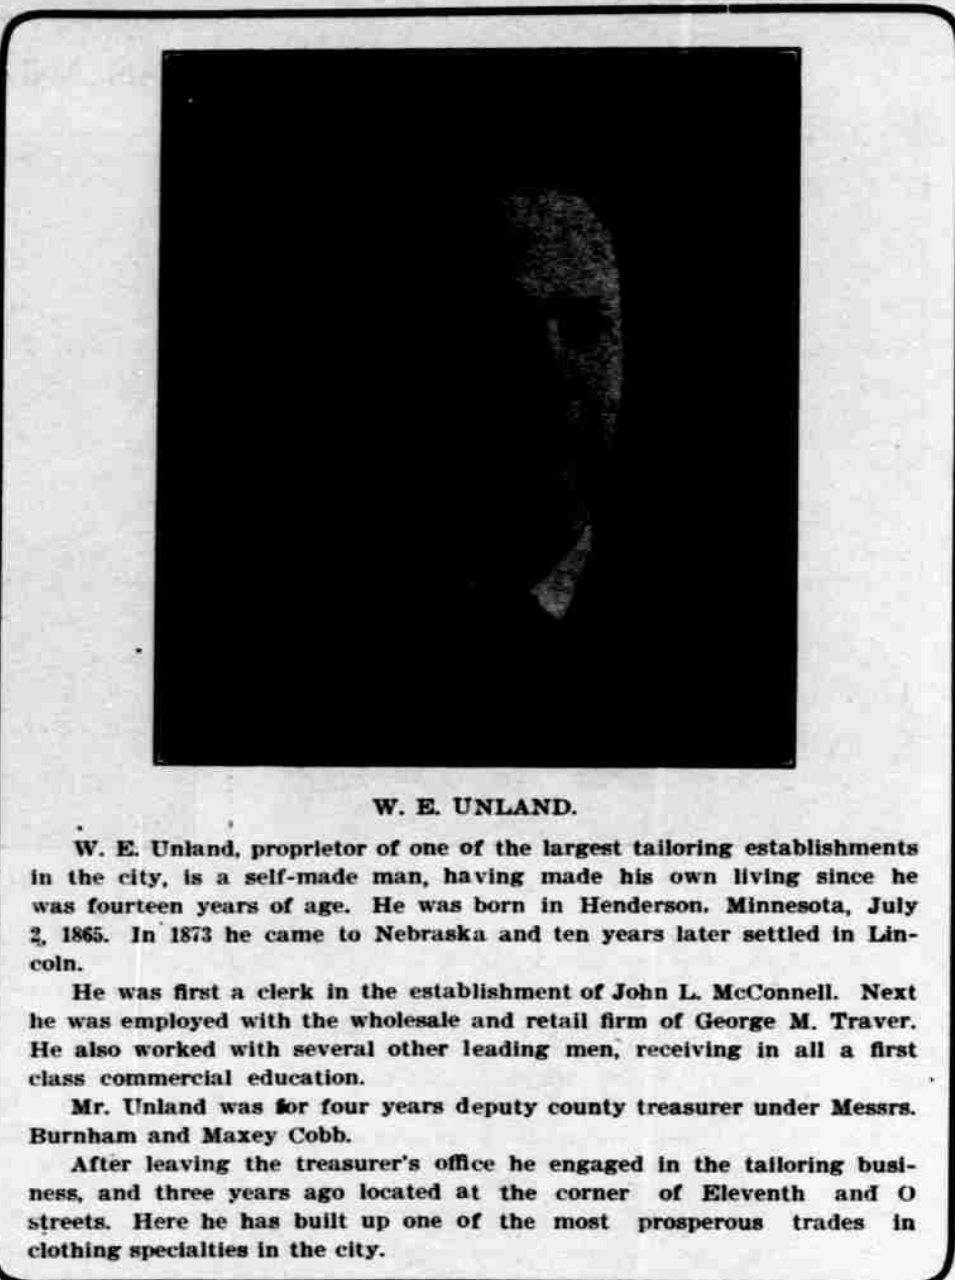 W. E. UNLAND.
W. E. Unland, proprietor of one of the largest tailoring establishments
in the city, is a self-made man, having made his own living since he
was fourteen years of age. He was born in Henderson, Minnesota, July
2, 1865. In 1873 he came to Nebraska and ten years later settled in Lin-
coln.
He was first a clerk in the establishment of John L. McConnell. Next
he was employed with the wholesale and retail firm of George M. Traver.
He also worked with several other leading men, receiving in all a first
class commercial education.
Mr. Unland was for four years deputy county treasurer under Messrs.
Burnham and Maxey Cobb.
After leaving the treasurer's office he engaged in the tailoring busi-
ness, and three years ago located at the corner of Eleventh and O
streets. Here he has built up one of the most prosperous trades in
clothing specialties in the city.